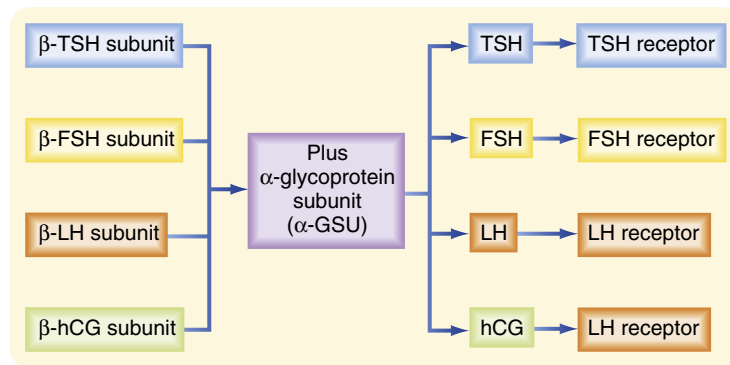 β-TSH subunit
β-FSH subunit
β-LH subunit
β-hCG subunit
Plus
α-glycoprotein
subunit
(α-GSU)
TSH
TSH receptor
FSH
FSH receptor
LH
LH receptor
hCG
LH receptor